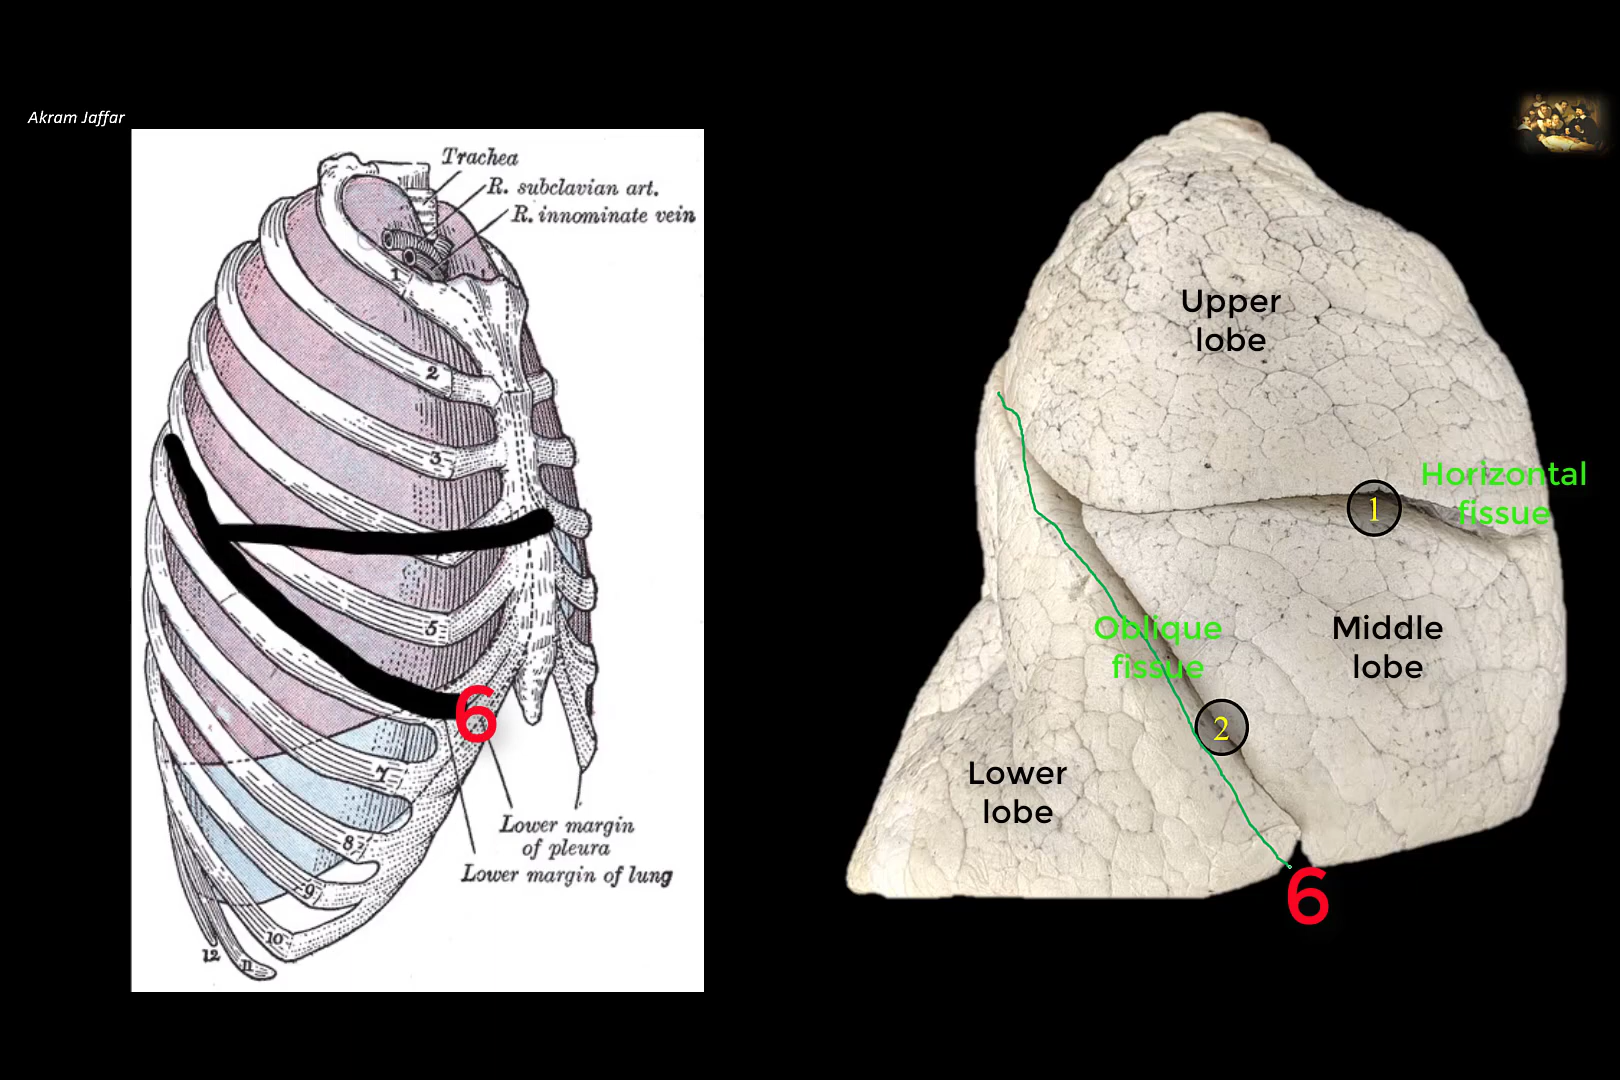 Akram Jaffar
Trachea
R. subclavian art.
R. innominate vein
1
2
3
4
5
6
7
8
9
10
11
12
Lower margin
of pleura
Lower margin of lung
Upper
lobe
Horizontal
fissue
1
Oblique
fissue
Middle
lobe
2
Lower
lobe
6